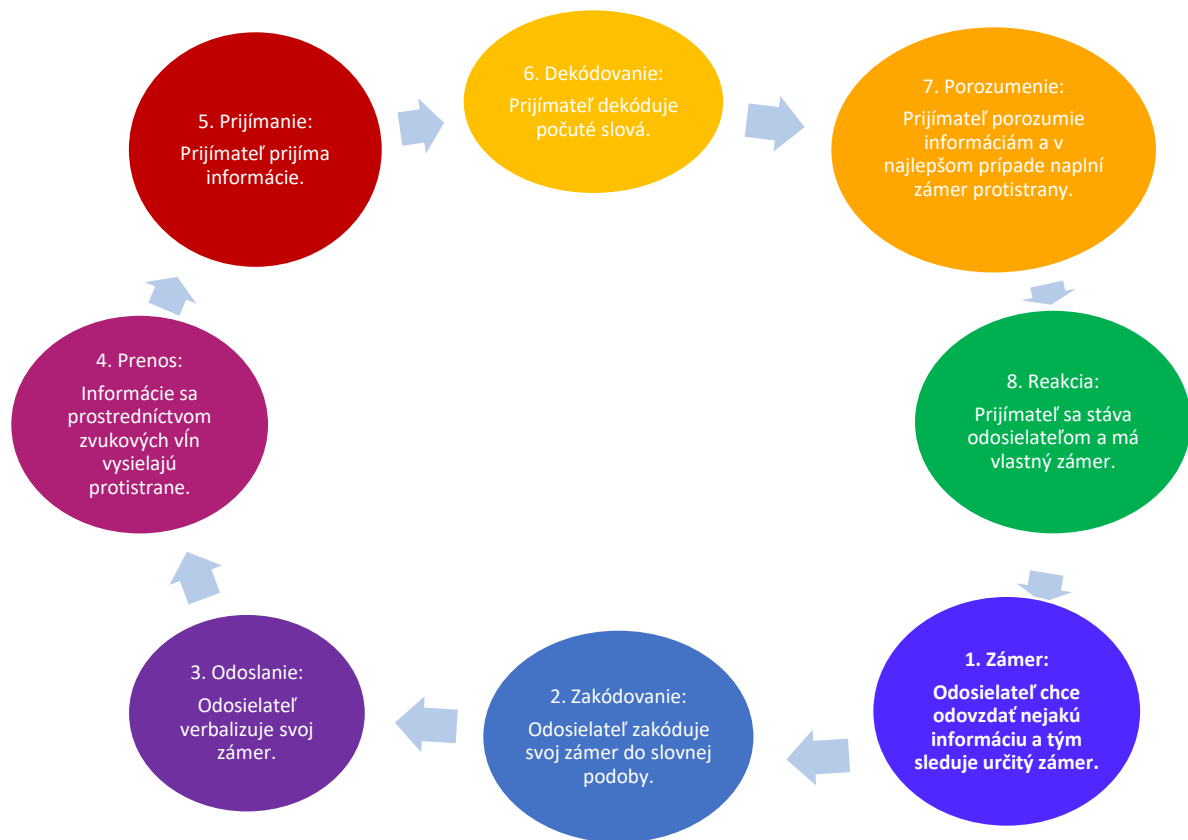 1. Zámer:
Odosielateľ chce
odovzdať nejakú
informáciu a tým
sleduje určitý zámer.
2. Zakódovanie:
Odosielateľ zakóduje
svoj zámer do slovnej
podoby.
3. Odoslanie:
Odosielateľ
verbalizuje svoj
zámer.
4. Prenos:
Informácie sa
prostredníctvom
zvukových vĺn
vysielajú
protistrane.
5. Prijímanie:
Prijímateľ prijíma
informácie.
6. Dekódovanie:
Prijímateľ dekóduje
počuté slová.
7. Porozumenie:
Prijímateľ porozumie
informáciám a v
najlepšom prípade naplní
zámer protistrany.
8. Reakcia:
Prijímateľ sa stáva
odosielateľom a má
vlastný zámer.